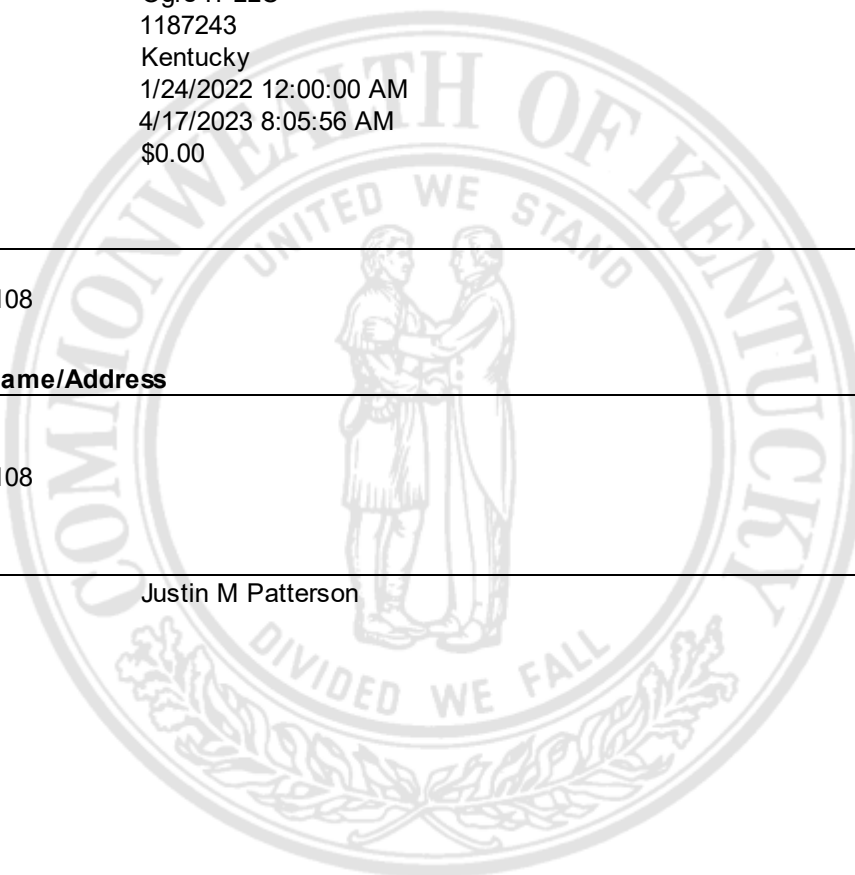 1187243
Kentucky
1/24/2022 12:00:00 AM
4/17/2023 8:05:56 AM
$0.00
COMMONWEALTH OF KENTUCKY
UNITED WE STAND
108
ame/Address
108
Justin M Patterson
DIVIDED WE FALL